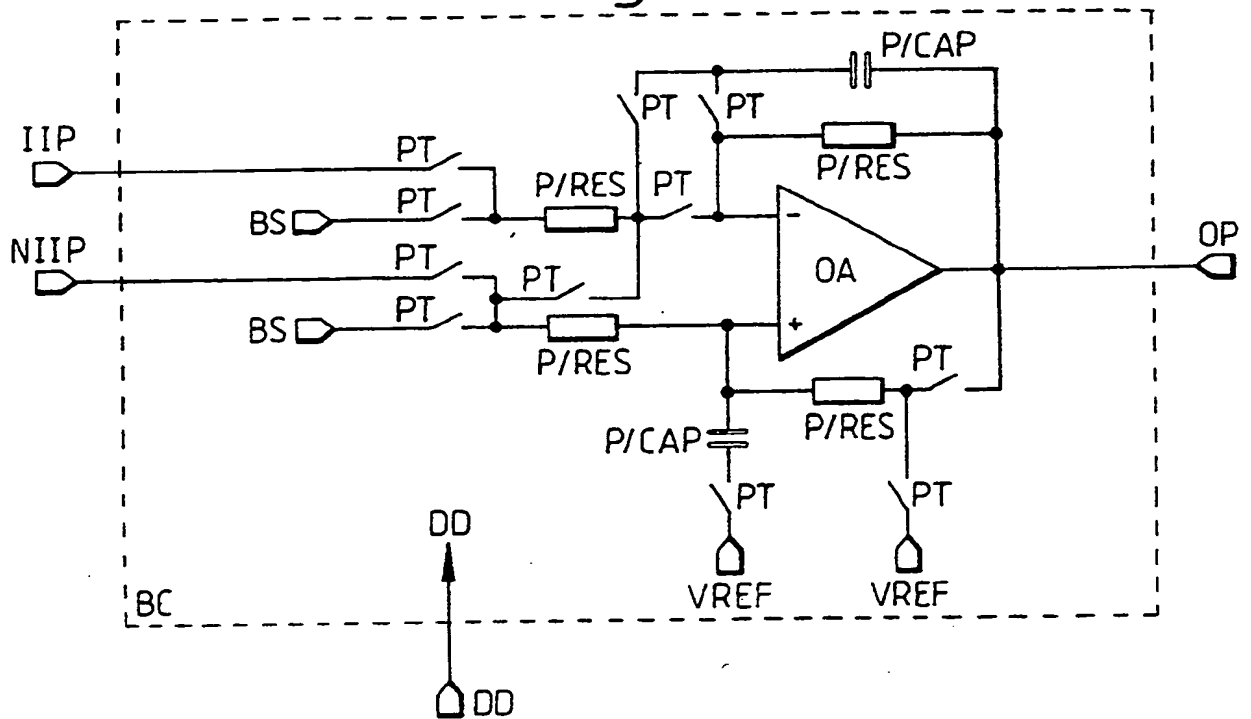 P/CAP
PT PT
IIP
PT
P/RES
P/RES PT
BS PT
NIIP
PT
OA
OP
PT
BS PT
P/RES
PT
P/RES
P/CAP
PT PT
DD
VREF VREF
BC
DD